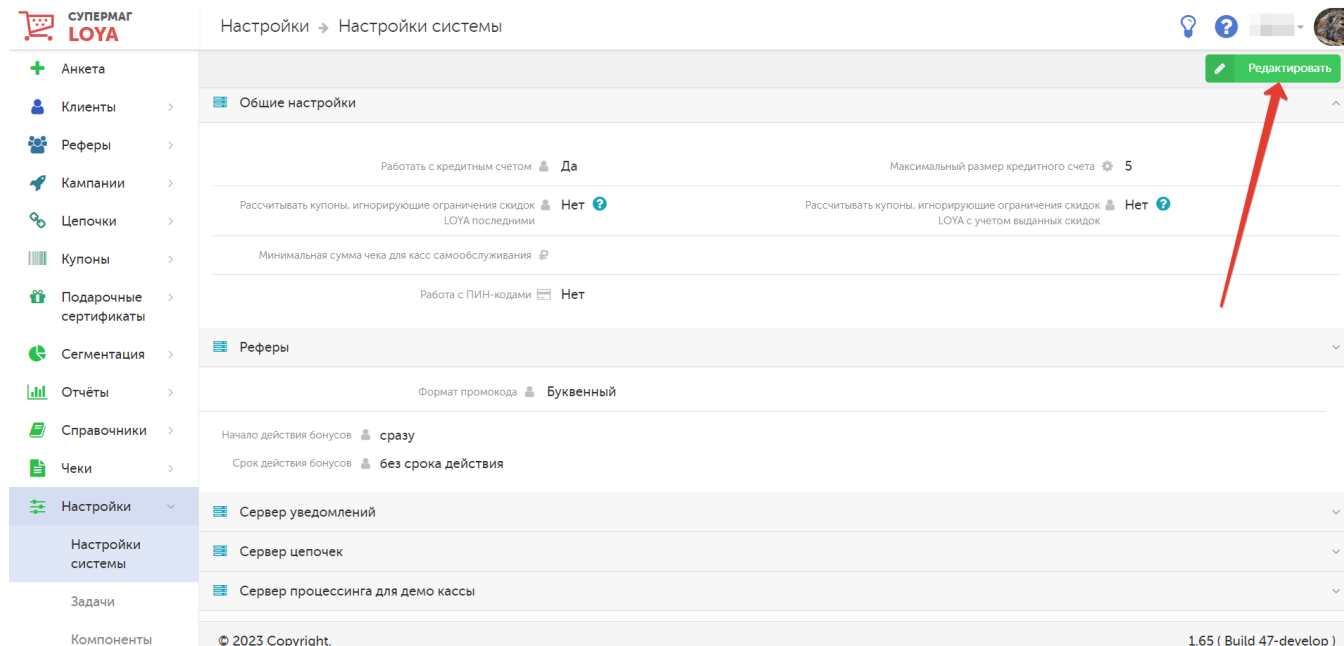 СУПЕРМАГ
LOYA
Настройки → Настройки системы
Анкета
Клиенты
Реферы
Кампании
Цепочки
Купоны
Подарочные
сертификаты
Сегментация
Отчёты
Справочники
Чеки
Настройки
Настройки
системы
Задачи
Компоненты
Редактировать
Общие настройки
Работать с кредитным счетом Да
Максимальный размер кредитного счета 5
Рассчитывать купоны, игнорирующие ограничения скидок Нет
LOYA последними
Рассчитывать купоны, игнорирующие ограничения скидок Нет
LOYA с учетом выданных скидок
Минимальная сумма чека для касс самообслуживания ₽
Работа с ПИН-кодами Нет
Реферы
Формат промокода Буквенный
Начало действия бонусов сразу
Срок действия бонусов без срока действия
Сервер уведомлений
Сервер цепочек
Сервер процессинга для демо кассы
© 2023 Copyright.
1.65 ( Build 47-develop )